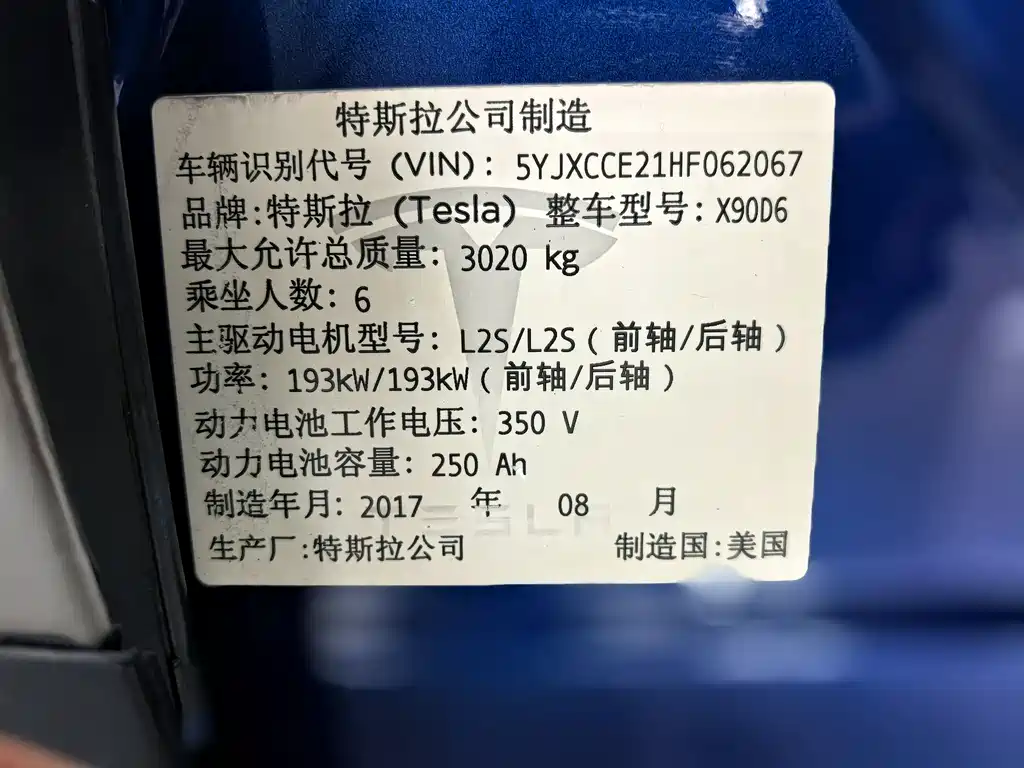 特斯拉公司制造
车辆识别代号 (VIN): 5YJXCCE21HF062067
品牌:特斯拉 (Tesla) 整车型号: X90D6
最大允许总质量: 3020 kg
乘坐人数: 6
主驱动电机型号: L2S/L2S ( 前轴/后轴 )
功率: 193kW/193kW ( 前轴/后轴 )
动力电池工作电压: 350 V
动力电池容量: 250 Ah
制造年月: 2017 年 08 月
TESLA
生产厂:特斯拉公司 制造国:美国